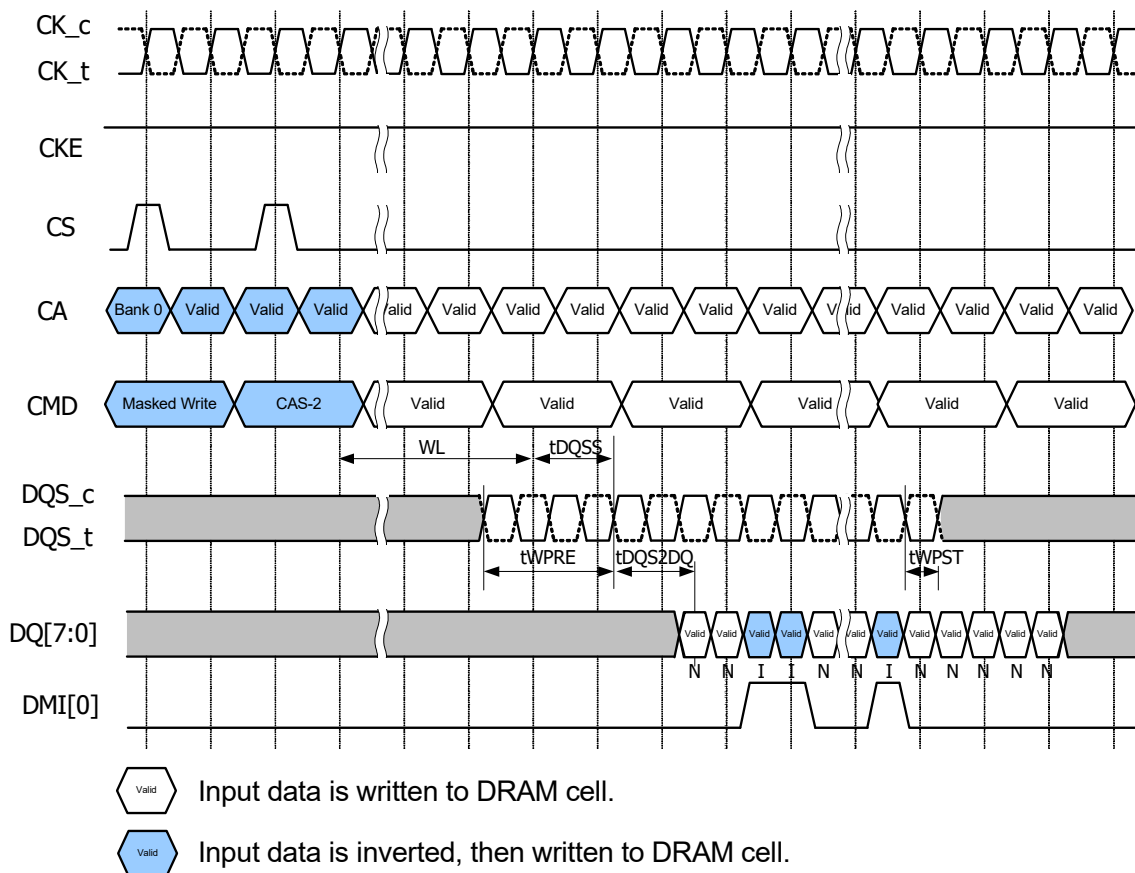 CK_c
CK_t
CKE
CS
CA Bank 0 Valid Valid Valid alid Valid Valid Valid Valid Valid Valid Valid Valid Valid Valid Valid
CMD Masked Write CAS-2 Valid Valid Valid Valid Valid Valid
WL tDQSS
DQS_c
DQS_t
tWPRE tDQS2DQ tWPST
DQ[7:0] Valid Valid Valid Valid Valid Valid Valid Valid Valid Valid Valid Valid
N N I I N N I N N N N N
DMI[0]
Valid Input data is written to DRAM cell.
Valid Input data is inverted, then written to DRAM cell.